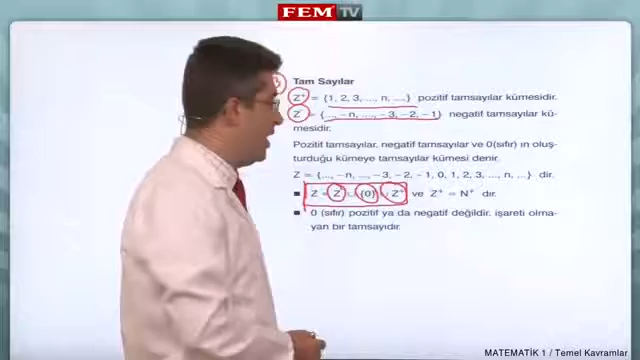 FEM TV
Tam Sayılar
Z⁺ = {1, 2, 3, ..., n, ....} pozitif tamsayılar kümesidir.
Z⁻ = {..., −n, ...., −3, −2, −1} negatif tamsayılar kü-
mesidir.
Pozitif tamsayılar, negatif tamsayılar ve 0(sıfır) ın oluş-
turduğu kümeye tamsayılar kümesi denir.
Z = {..., −n, ..., −3, −2, −1, 0, 1, 2, 3, ..., n, ...} dir.
▪ Z = Z⁻ ∪ {0} ∪ Z⁺ ve Z⁺ = N⁺ dır.
▪ 0 (sıfır) pozitif ya da negatif değildir. işareti olma-
yan bir tamsayıdır.
MATEMATİK 1 / Temel Kavramlar